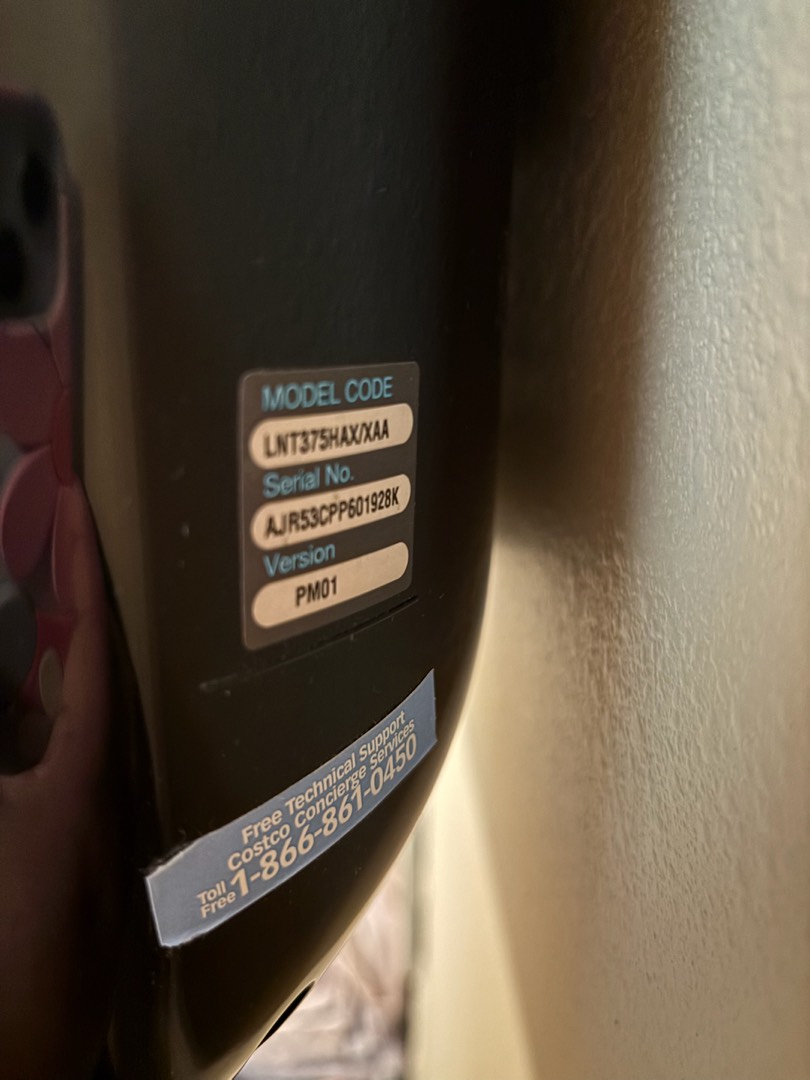 MODEL CODE
LNT375HAX/XAA
Serial No.
AJR53CPP601928K
Version
PM01
Free Technical Support
Costco Concierge Services
Toll Free 1-866-861-0450